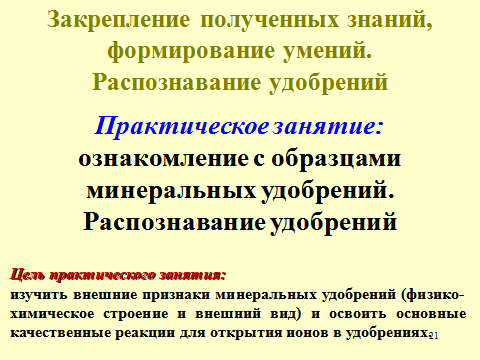 Закрепление полученных знаний,
формирование умений.
Распознавание удобрений
Практическое занятие:
ознакомление с образцами
минеральных удобрений.
Распознавание удобрений
Цель практического занятия:
изучить внешние признаки минеральных удобрений (физико-
химическое строение и внешний вид) и освоить основные
качественные реакции для открытия ионов в удобрениях.
21